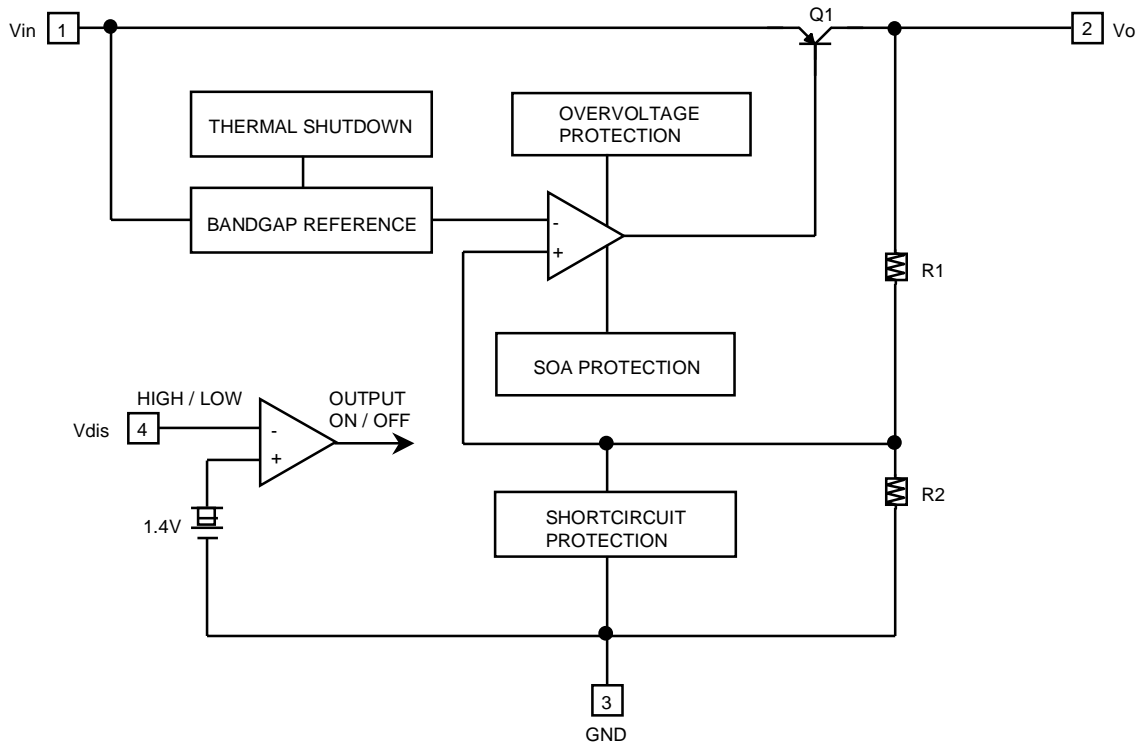 Q1
Vin 1
2 Vo
THERMAL SHUTDOWN
OVERVOLTAGE
PROTECTION
BANDGAP REFERENCE
-
+
R1
SOA PROTECTION
HIGH / LOW
OUTPUT
ON / OFF
Vdis 4
-
+
R2
1.4V
SHORTCIRCUIT
PROTECTION
3
GND